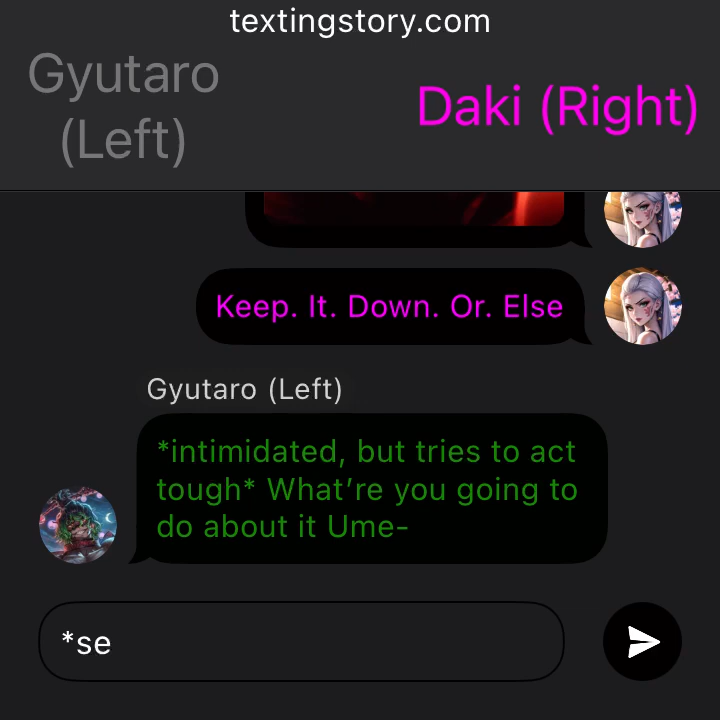 textingstory.com
Gyutaro
(Left)
Daki (Right)
Keep. It. Down. Or. Else
Gyutaro (Left)
*intimidated, but tries to act
tough* What’re you going to
do about it Ume-
*se